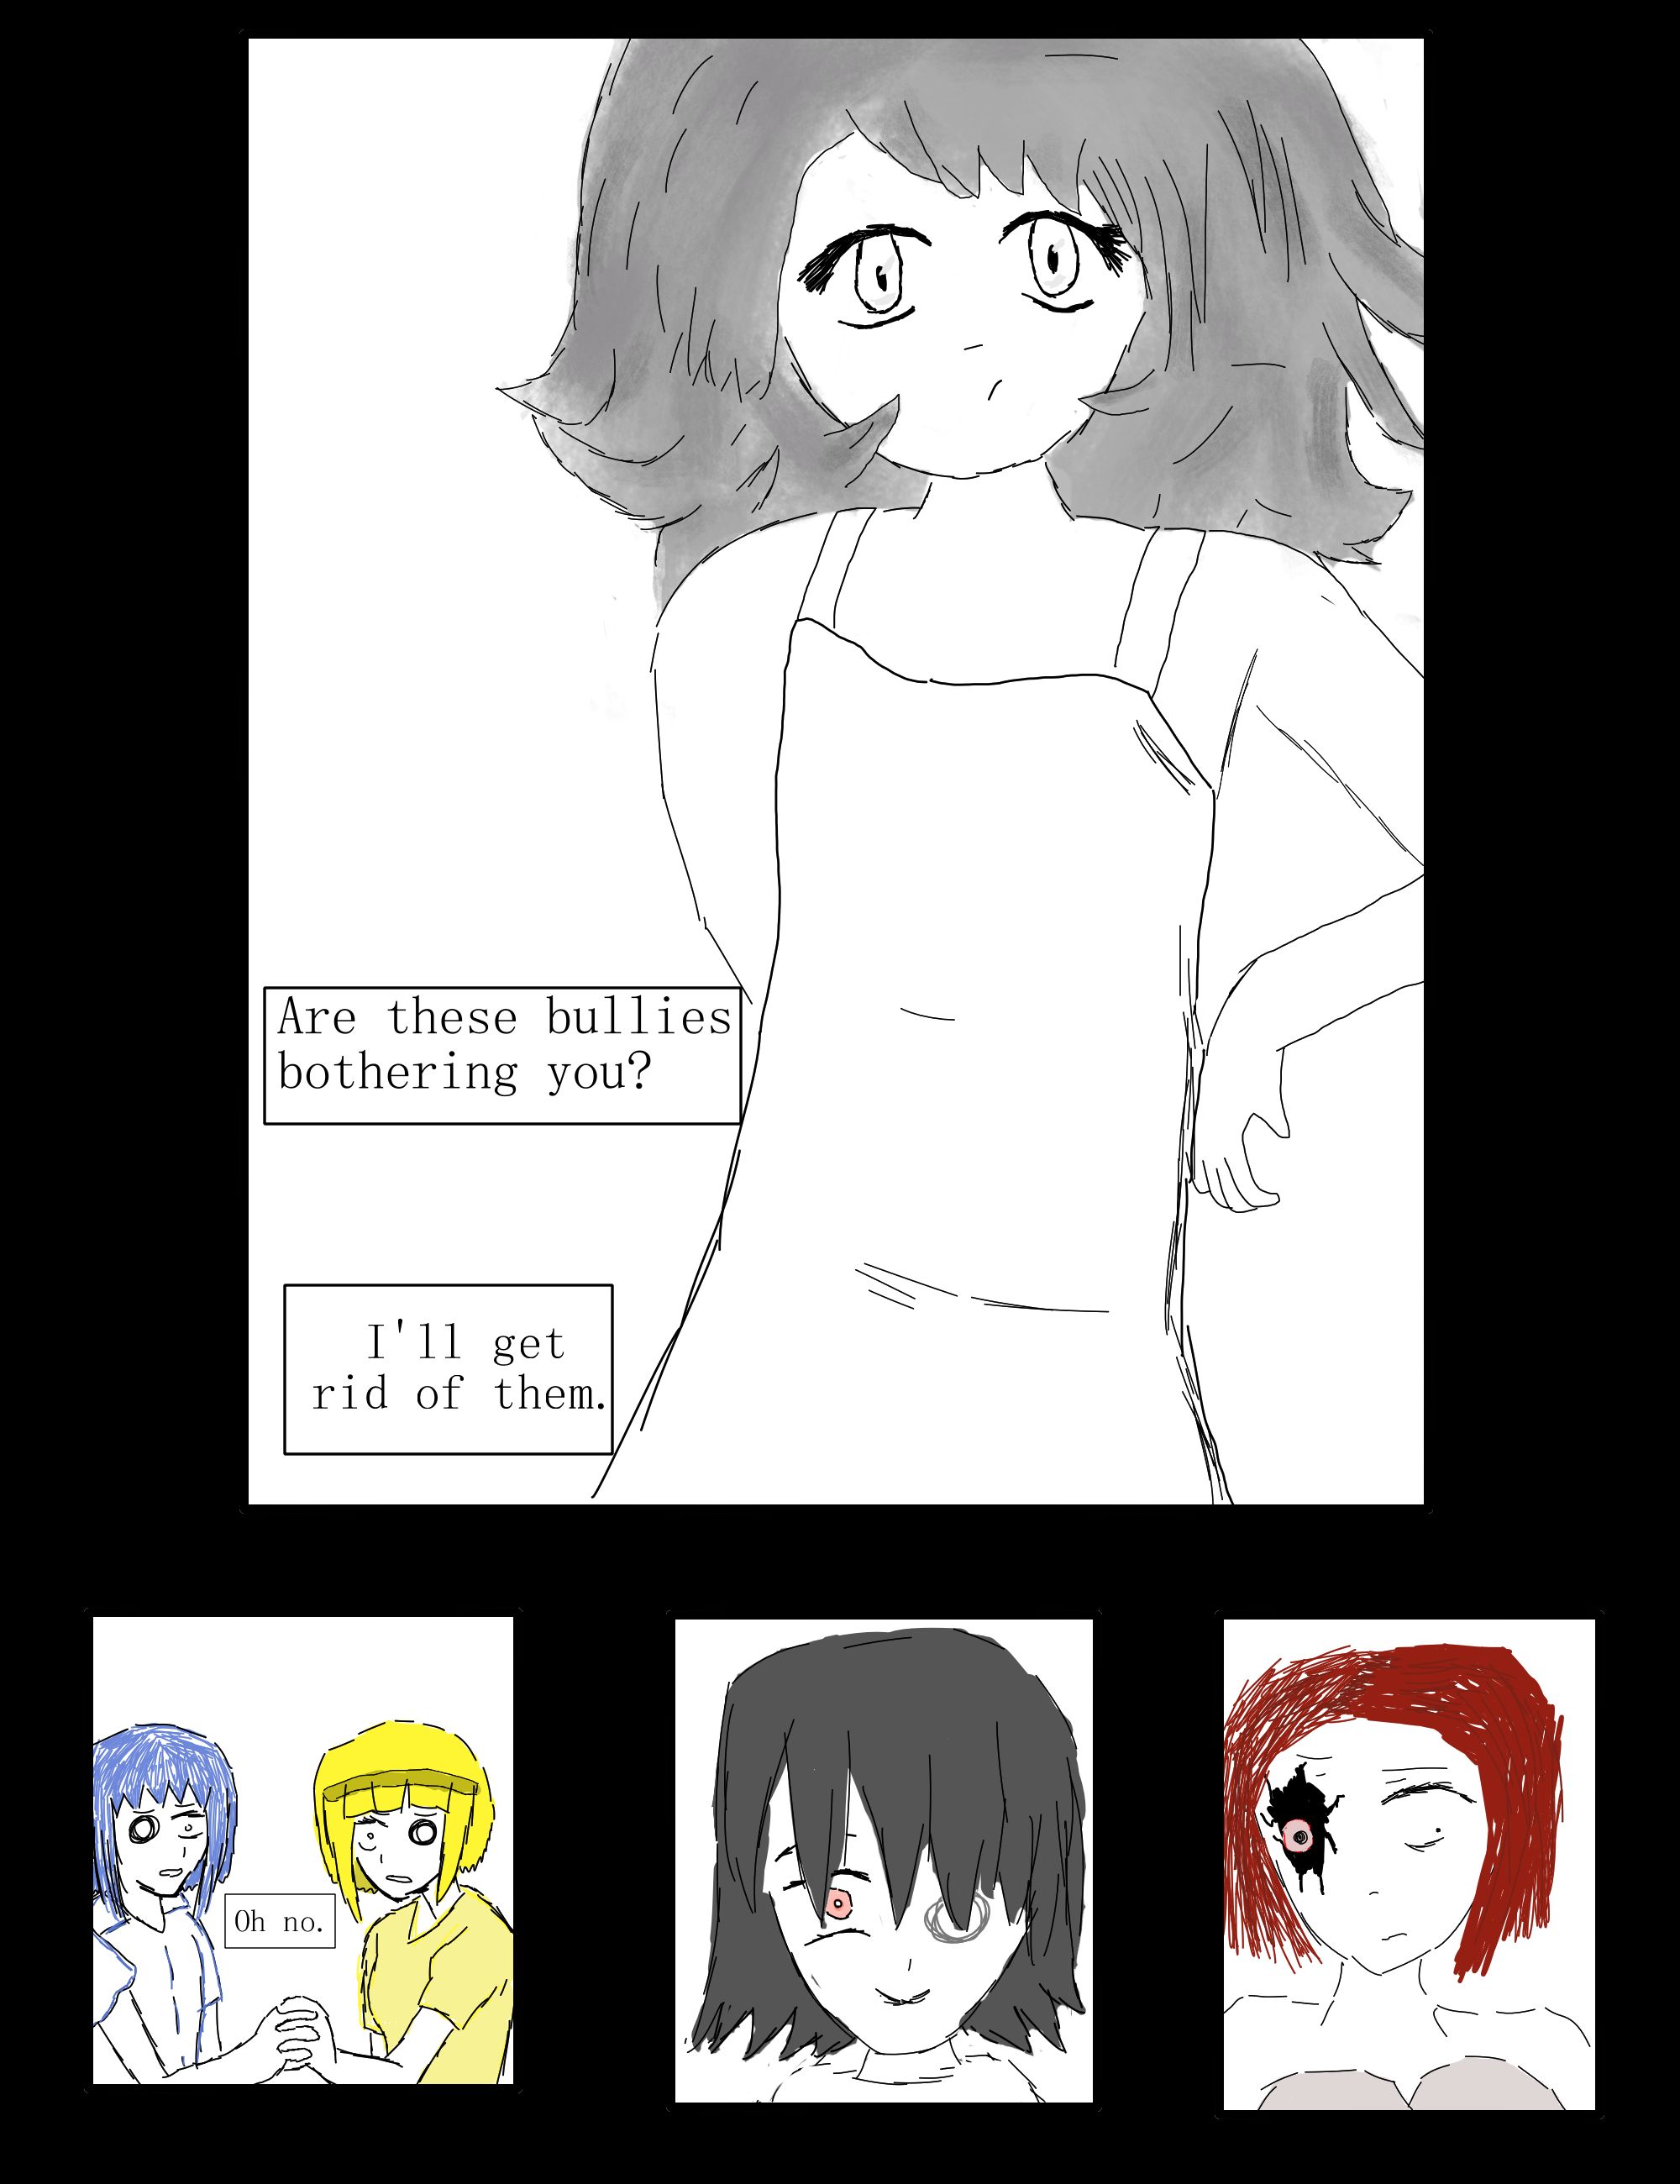 Are these bullies
bothering you?
I'll get
rid of them.
Oh no.